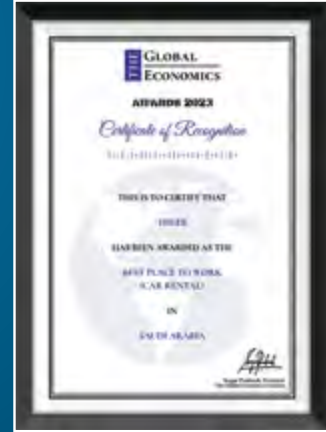 THE GLOBAL
ECONOMICS
AWARDS 2023
Certificate of Recognition
THIS IS TO CERTIFY THAT
HAS BEEN AWARDED AS THE
BEST PLACE TO WORK
(CAR RENTAL)
IN
SAUDI ARABIA